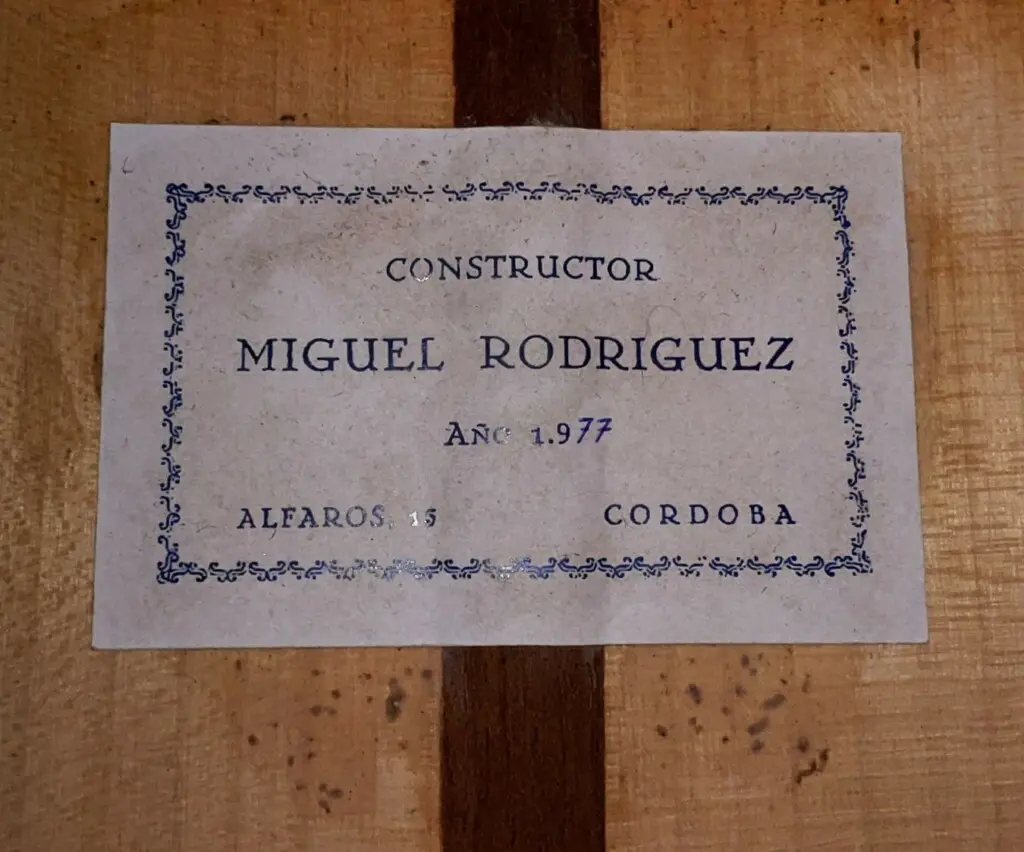 CONSTRUCTOR
MIGUEL RODRIGUEZ
AÑO 1.977
ALFAROS, 15 CORDOBA